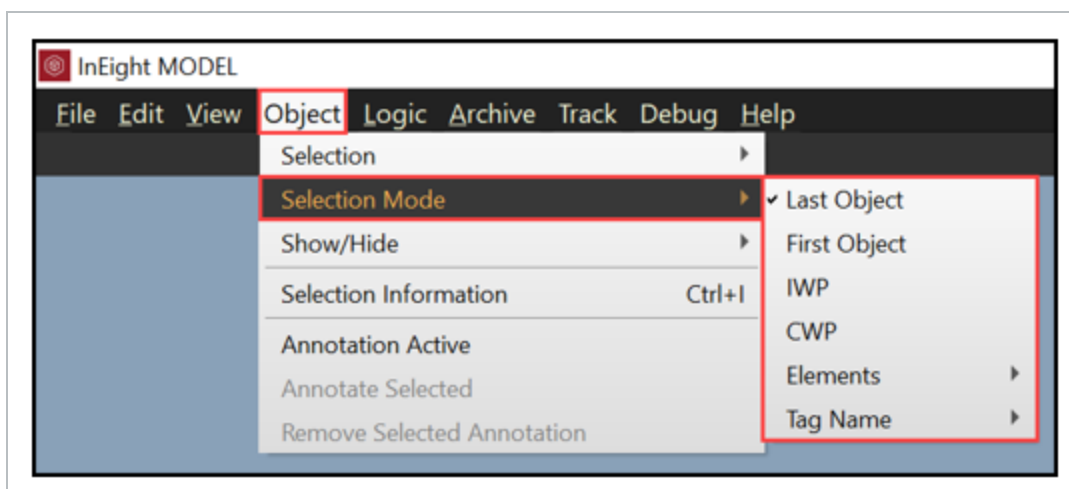 InEight MODEL
File Edit View Object Logic Archive Track Debug Help
Selection
Selection Mode
Show/Hide
Selection Information Ctrl+I
Annotation Active
Annotate Selected
Remove Selected Annotation
Last Object
First Object
IWP
CWP
Elements
Tag Name